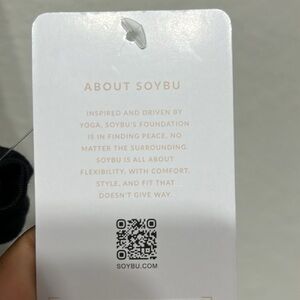 ABOUT SOYBU
INSPIRED AND DRIVEN BY
YOGA, SOYBU'S FOUNDATION
IS IN FINDING PEACE, NO
MATTER THE SURROUNDING.
SOYBU IS ALL ABOUT
FLEXIBILITY, WITH COMFORT,
STYLE, AND FIT THAT
DOESN'T GIVE WAY.
SOYBU.COM